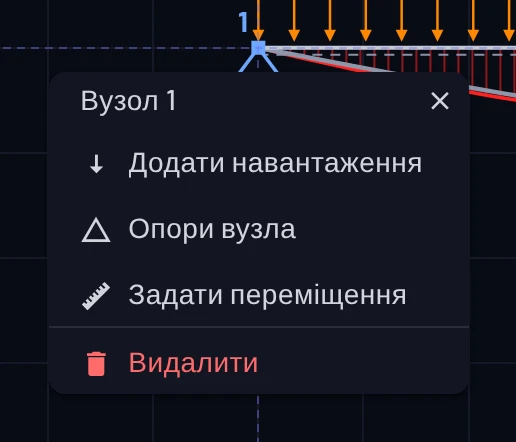 1
Вузол 1
Додати навантаження
Опори вузла
Задати переміщення
Видалити